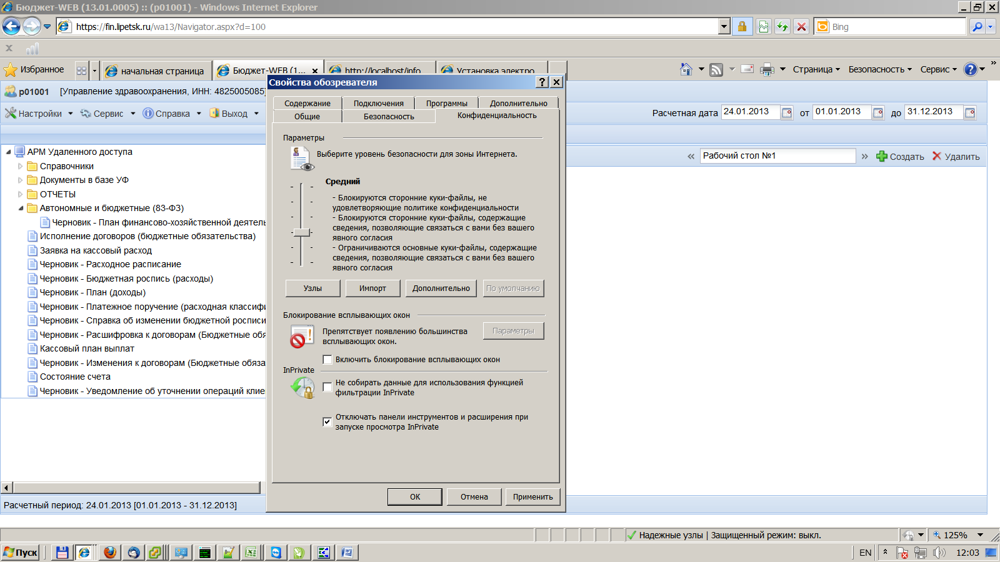 Бюджет-WEB (13.01.0005) :: (p01001) - Windows Internet Explorer
https://fin.lipetsk.ru/wa13/Navigator.aspx?d=100
Bing
Избранное
начальная страница
Бюджет-WEB (1...
http://localhost/info
Установка электро
Страница
Безопасность
Сервис
p01001 [Управление здравоохранения, ИНН: 4825005085]
Настройки
Сервис
Справка
Выход
Расчетная дата 24.01.2013 от 01.01.2013 до 31.12.2013
« Рабочий стол №1 » Создать Удалить
АРМ Удаленного доступа
Справочники
Документы в базе УФ
ОТЧЕТЫ
Автономные и бюджетные (83-ФЗ)
Черновик - План финансово-хозяйственной деятель
Исполнение договоров (бюджетные обязательства)
Заявка на кассовый расход
Черновик - Расходное расписание
Черновик - Бюджетная роспись (расходы)
Черновик - План (доходы)
Черновик - Платежное поручение (расходная классифи
Черновик - Справка об изменении бюджетной росписи
Черновик - Расшифровка к договорам (Бюджетные обя
Кассовый план выплат
Черновик - Изменения к договорам (Бюджетные обяза
Состояние счета
Черновик - Уведомление об уточнении операций клие
Расчетный период: 24.01.2013 [01.01.2013 - 31.12.2013]
Свойства обозревателя
Содержание
Подключения
Программы
Дополнительно
Общие
Безопасность
Конфиденциальность
Параметры
Выберите уровень безопасности для зоны Интернета.
Средний
- Блокируются сторонние куки-файлы, не
удовлетворяющие политике конфиденциальности
- Блокируются сторонние куки-файлы, содержащие
сведения, позволяющие связаться с вами без вашего
явного согласия
- Ограничиваются основные куки-файлы, содержащие
сведения, позволяющие связаться с вами без вашего
явного согласия
Узлы
Импорт
Дополнительно
По умолчанию
Блокирование всплывающих окон
Препятствует появлению большинства
всплывающих окон.
Параметры
Включить блокирование всплывающих окон
InPrivate
Не собирать данные для использования функцией
фильтрации InPrivate
Отключать панели инструментов и расширения при
запуске просмотра InPrivate
ОК
Отмена
Применить
Надежные узлы | Защищенный режим: выкл.
125%
Пуск
EN
12:03